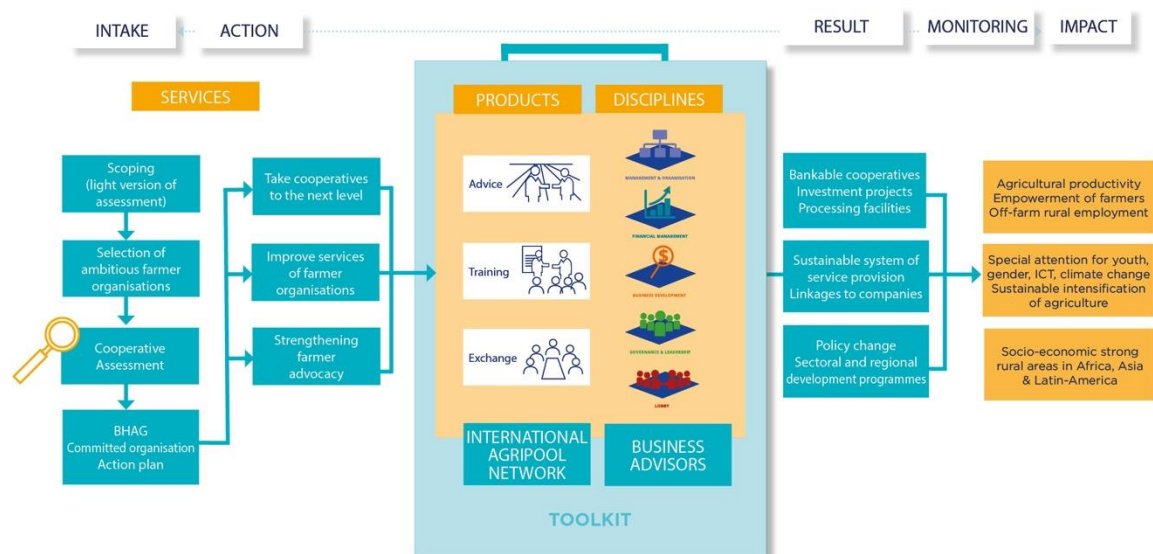 INTAKE
ACTION
RESULT
MONITORING
IMPACT
SERVICES
PRODUCTS
DISCIPLINES
Scoping
(light version of
assessment)
Selection of
ambitious farmer
organisations
Cooperative
Assessment
BHAG
Committed organisation
Action plan
Take cooperatives
to the next level
Improve services
of farmer
organisations
Strengthening
farmer
advocacy
Advice
Training
Exchange
MANAGEMENT & ORGANISATION
FINANCIAL MANAGEMENT
BUSINESS DEVELOPMENT
GOVERNANCE & LEADERSHIP
LOBBY
INTERNATIONAL
AGRIPOOL
NETWORK
BUSINESS
ADVISORS
TOOLKIT
Bankable cooperatives
Investment projects
Processing facilities
Sustainable system of
service provision
Linkages to companies
Policy change
Sectoral and regional
development programmes
Agricultural productivity
Empowerment of farmers
Off-farm rural employment
Special attention for youth,
gender, ICT, climate change
Sustainable intensification
of agriculture
Socio-economic strong
rural areas in Africa, Asia
& Latin-America